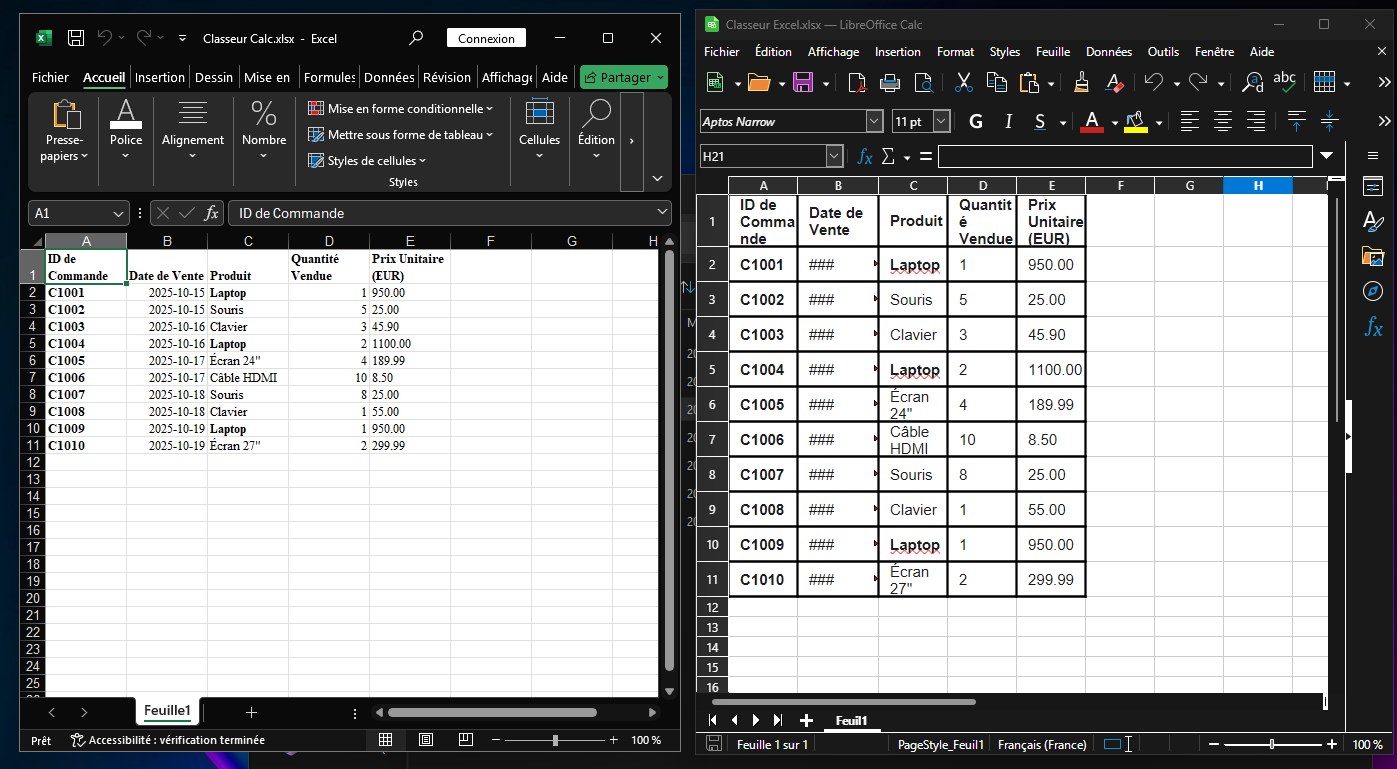 Classeur Calc.xlsx - Excel
Connexion
Fichier Accueil Insertion Dessin Mise en Formules Données Révision Affichage Aide Partager
Presse-papiers
Police
Alignement
Nombre
Mise en forme conditionnelle
Mettre sous forme de tableau
Styles de cellules
Styles
Cellules
Édition
A1 fx ID de Commande
A B C D E F G H
1 ID de Commande Date de Vente Produit Quantité Vendue Prix Unitaire (EUR)
2 C1001 2025-10-15 Laptop 1 950.00
3 C1002 2025-10-15 Souris 5 25.00
4 C1003 2025-10-16 Clavier 3 45.90
5 C1004 2025-10-16 Laptop 2 1100.00
6 C1005 2025-10-17 Écran 24" 4 189.99
7 C1006 2025-10-17 Câble HDMI 10 8.50
8 C1007 2025-10-18 Souris 8 25.00
9 C1008 2025-10-18 Clavier 1 55.00
10 C1009 2025-10-19 Laptop 1 950.00
11 C1010 2025-10-19 Écran 27" 2 299.99
12
13
14
15
16
17
18
19
20
21
22
23
24
25
Feuille1
Prêt Accessibilité : vérification terminée 100 %
Classeur Excel.xlsx — LibreOffice Calc
Fichier Édition Affichage Insertion Format Styles Feuille Données Outils Fenêtre Aide
abc
Aptos Narrow 11 pt G I S A
H21 fx Σ =
A B C D E F G H
1 ID de Commande Date de Vente Produit Quantité Vendue Prix Unitaire (EUR)
2 C1001 ### Laptop 1 950.00
3 C1002 ### Souris 5 25.00
4 C1003 ### Clavier 3 45.90
5 C1004 ### Laptop 2 1100.00
6 C1005 ### Écran 24" 4 189.99
7 C1006 ### Câble HDMI 10 8.50
8 C1007 ### Souris 8 25.00
9 C1008 ### Clavier 1 55.00
10 C1009 ### Laptop 1 950.00
11 C1010 ### Écran 27" 2 299.99
12
13
14
15
16
Feuil1
Feuille 1 sur 1 PageStyle_Feuil1 Français (France) 100 %